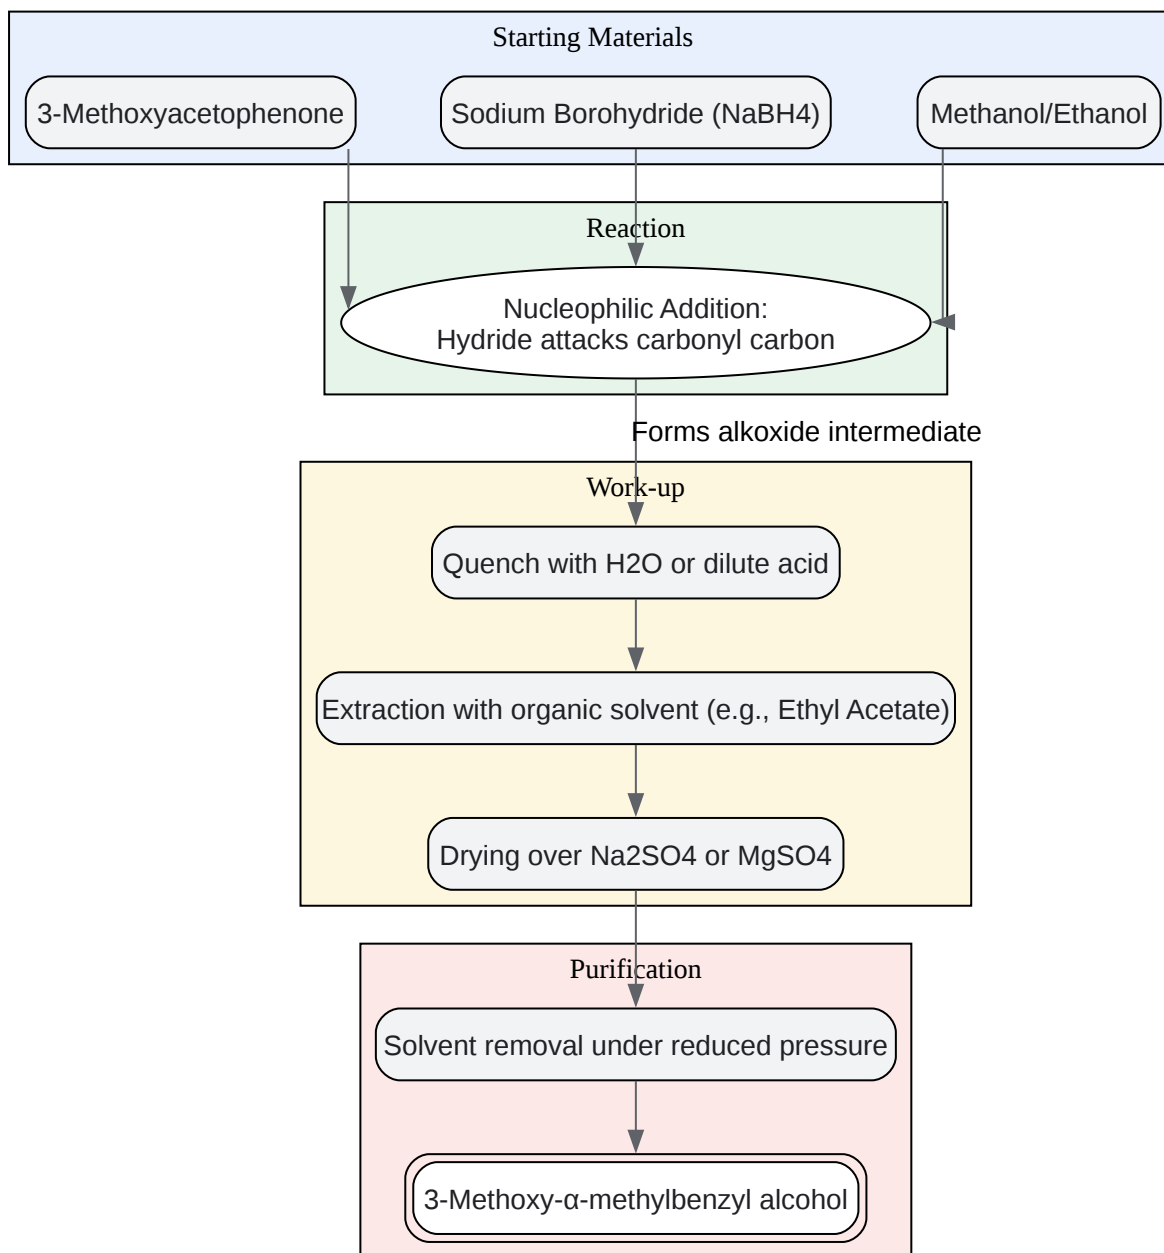 Starting Materials
3-Methoxyacetophenone
Sodium Borohydride (NaBH4)
Methanol/Ethanol
Reaction
Nucleophilic Addition:
Hydride attacks carbonyl carbon
Forms alkoxide intermediate
Work-up
Quench with H2O or dilute acid
Extraction with organic solvent (e.g., Ethyl Acetate)
Drying over Na2SO4 or MgSO4
Purification
Solvent removal under reduced pressure
3-Methoxy-α-methylbenzyl alcohol